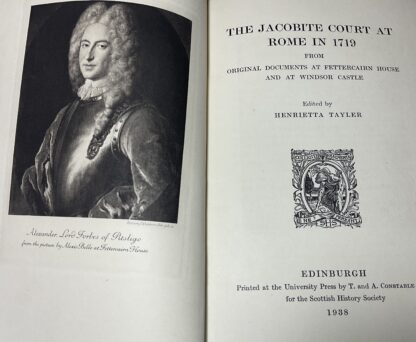 Alexander, Lord Forbes of Pitsligo
from the picture by Alexis Belle at Fettercairn House
THE JACOBITE COURT AT
ROME IN 1719
FROM
ORIGINAL DOCUMENTS AT FETTERCAIRN HOUSE
AND AT WINDSOR CASTLE
Edited by
HENRIETTA TAYLER
EDINBURGH
Printed at the University Press by T. and A. CONSTABLE
for the Scottish History Society
1938